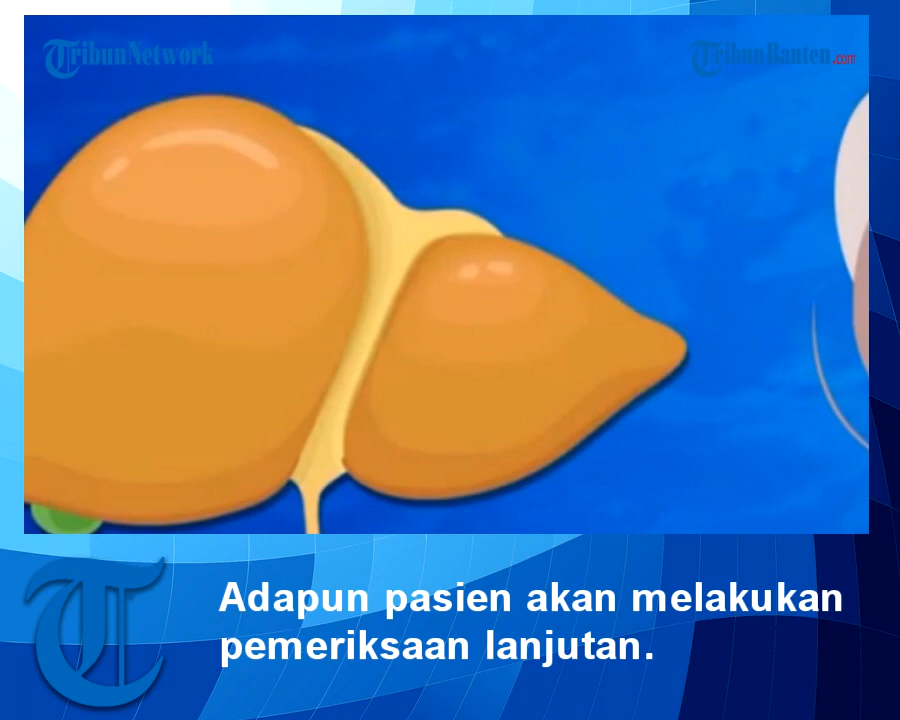 TribunNetwork
TribunBanten.com
Adapun pasien akan melakukan
pemeriksaan lanjutan.